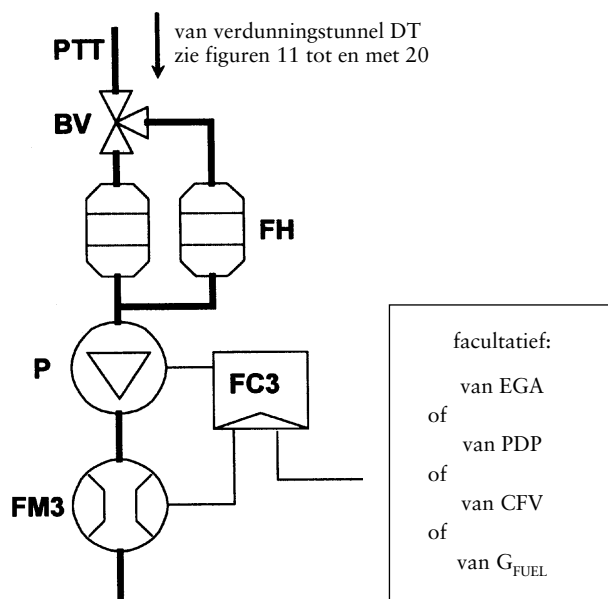 van verdunningstunnel DT
zie figuren 11 tot en met 20
PTT
BV
FH
P
FC3
FM3
facultatief:
van EGA
of
van PDP
of
van CFV
of
van G_FUEL